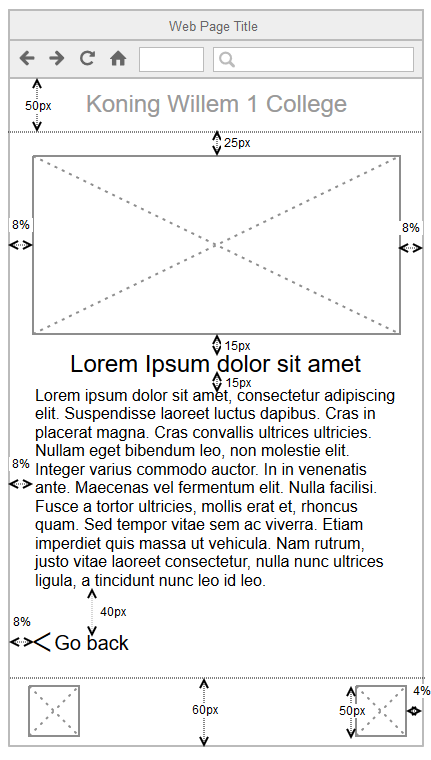 Web Page Title
50px
Koning Willem 1 College
25px
8%
8%
15px
Lorem Ipsum dolor sit amet
15px
Lorem ipsum dolor sit amet, consectetur adipiscing
elit. Suspendisse laoreet luctus dapibus. Cras in
placerat magna. Cras convallis ultrices ultricies.
Nullam eget bibendum leo, non molestie elit.
8%
Integer varius commodo auctor. In in venenatis
ante. Maecenas vel fermentum elit. Nulla facilisi.
Fusce a tortor ultricies, mollis erat et, rhoncus
quam. Sed tempor vitae sem ac viverra. Etiam
imperdiet quis massa ut vehicula. Nam rutrum,
justo vitae laoreet consectetur, nulla nunc ultrices
ligula, a tincidunt nunc leo id leo.
40px
8%
Go back
4%
60px
50px